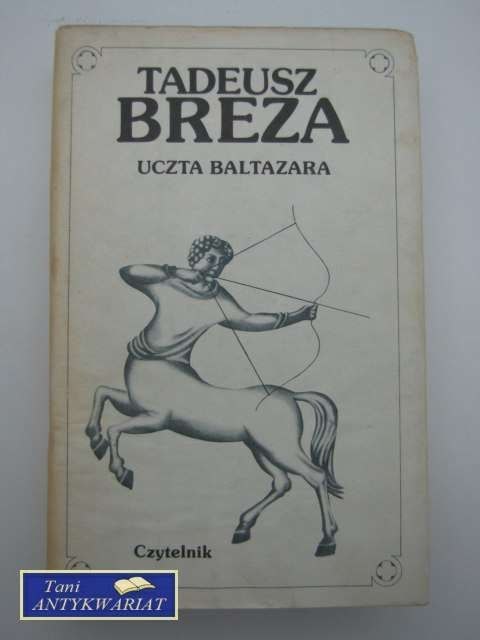 TADEUSZ
BREZA
UCZTA BALTAZARA
Czytelnik
Tani
ANTYKWARIAT